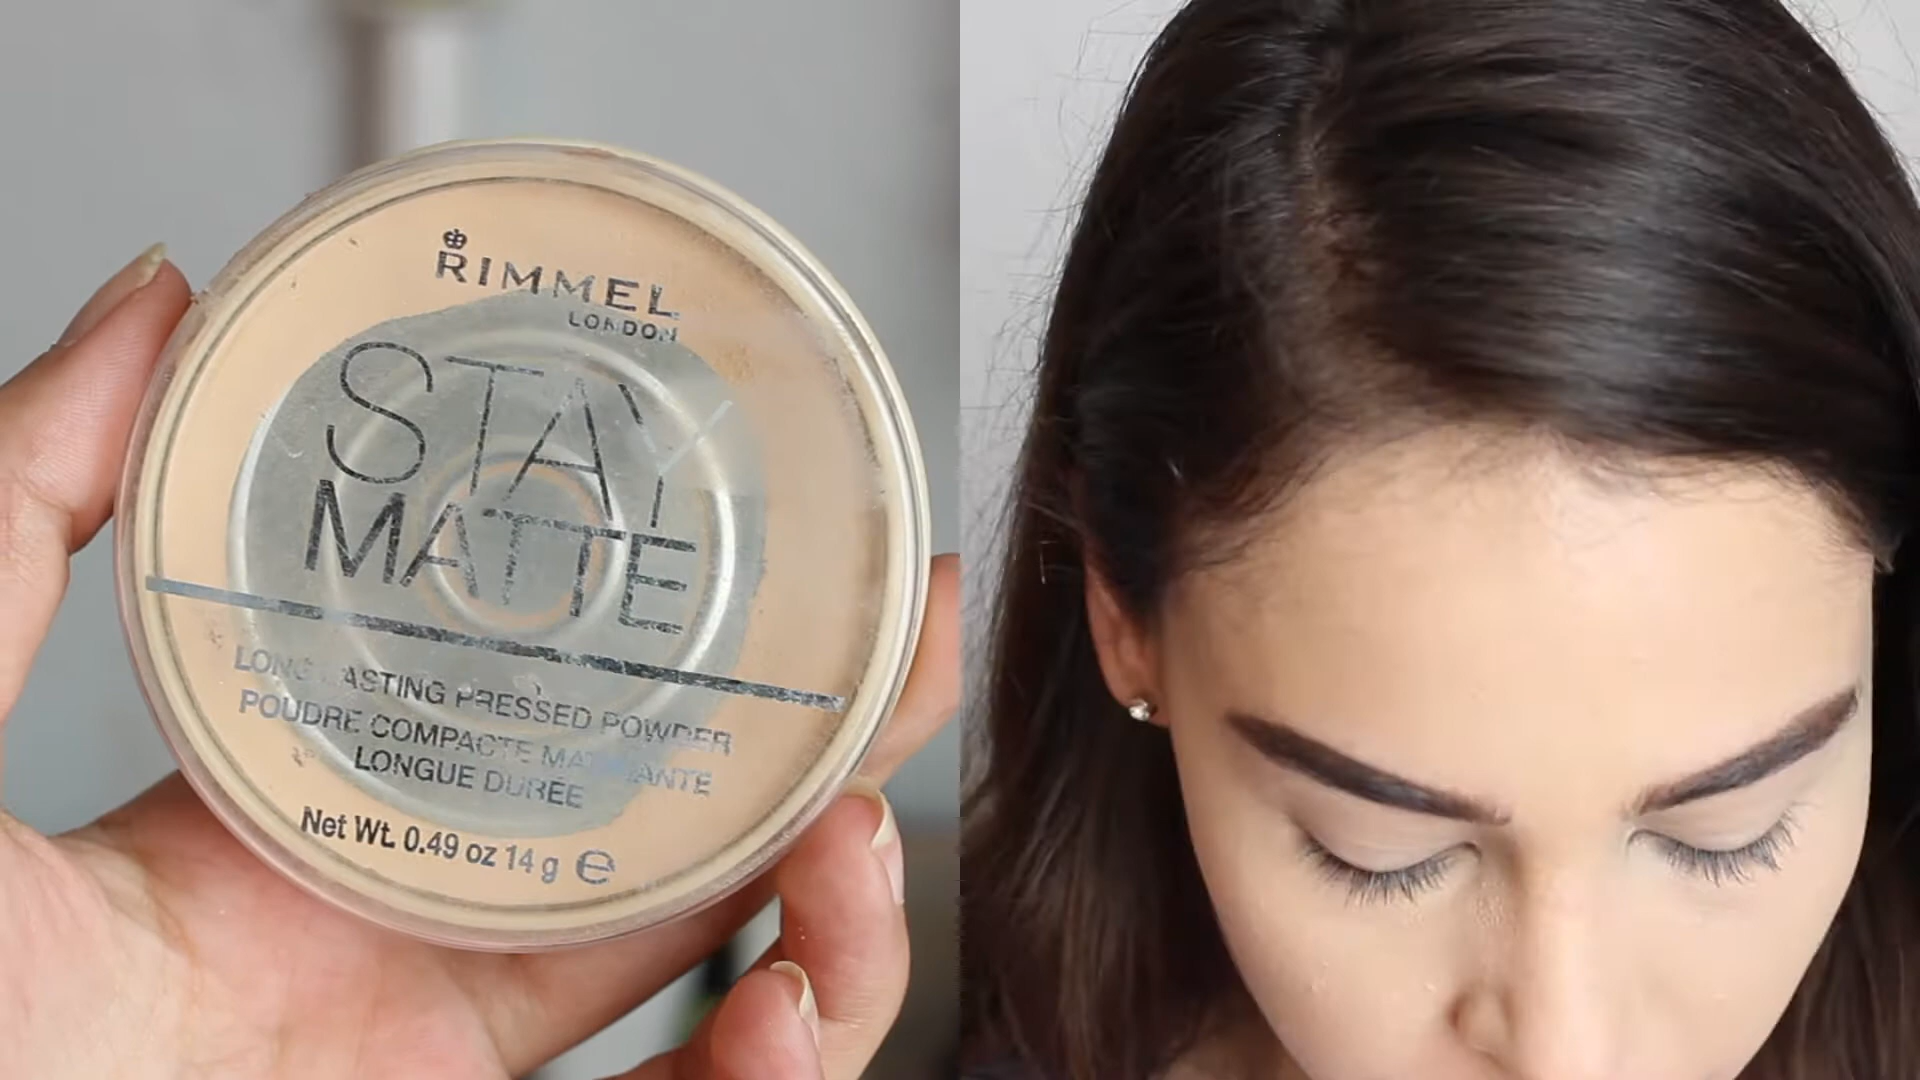 RIMMEL
LONDON
STAY
MATTE
LONG LASTING PRESSED POWDER
POUDRE COMPACTE MATIFIANTE
LONGUE DURÉE
Net Wt. 0.49 oz 14 g ℮